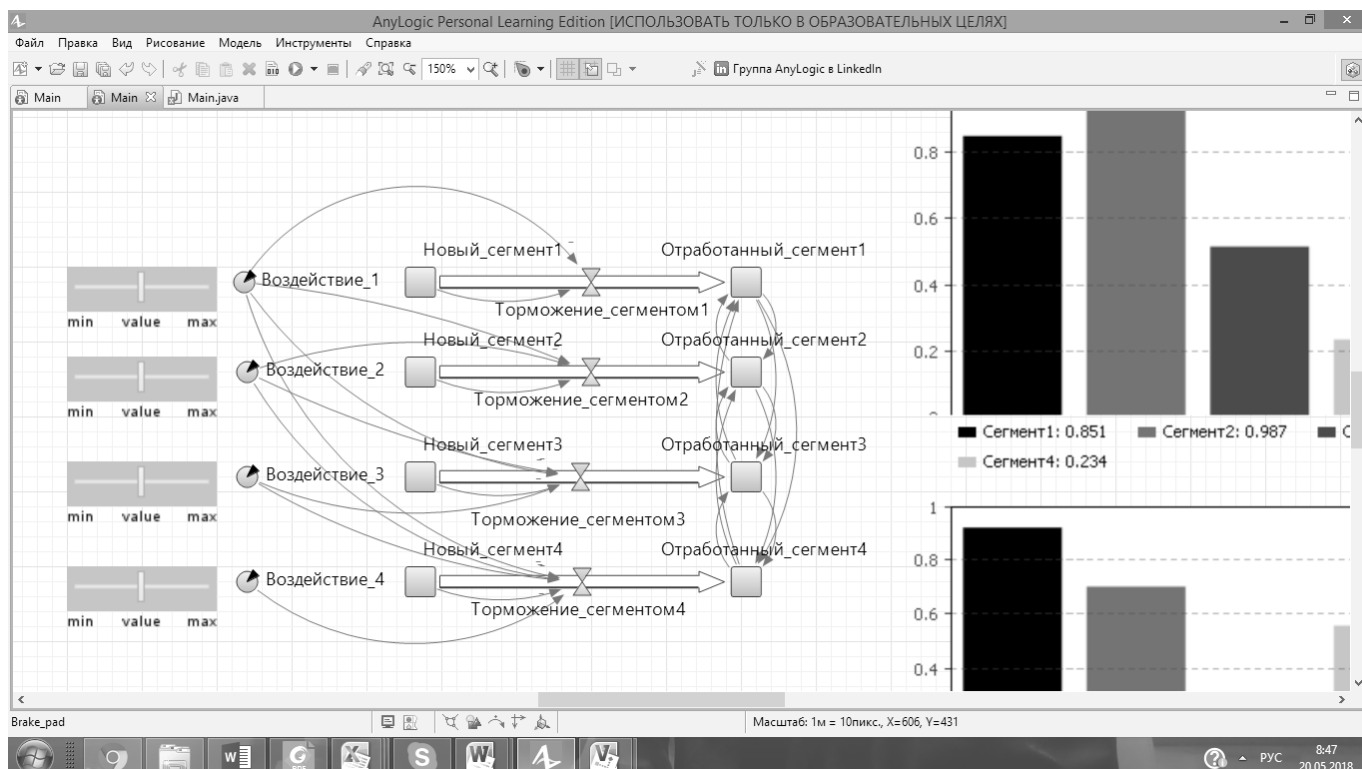 AnyLogic Personal Learning Edition [ИСПОЛЬЗОВАТЬ ТОЛЬКО В ОБРАЗОВАТЕЛЬНЫХ ЦЕЛЯХ]
Файл Правка Вид Рисование Модель Инструменты Справка
150% Группа AnyLogic в LinkedIn
Main Main Main.java
Новый_сегмент1 Отработанный_сегмент1
Воздействие_1
Торможение_сегментом1
min value max
Новый_сегмент2 Отработанный_сегмент2
Воздействие_2
Торможение_сегментом2
min value max
Новый_сегмент3 Отработанный_сегмент3
Воздействие_3
Торможение_сегментом3
min value max
Новый_сегмент4 Отработанный_сегмент4
Воздействие_4
Торможение_сегментом4
min value max
0.8
0.6
0.4
0.2
Сегмент1: 0.851 Сегмент2: 0.987
Сегмент4: 0.234
1
0.8
0.6
0.4
Brake_pad Масштаб: 1м = 10пикс., X=606, Y=431
РУС 8:47
20.05.2018